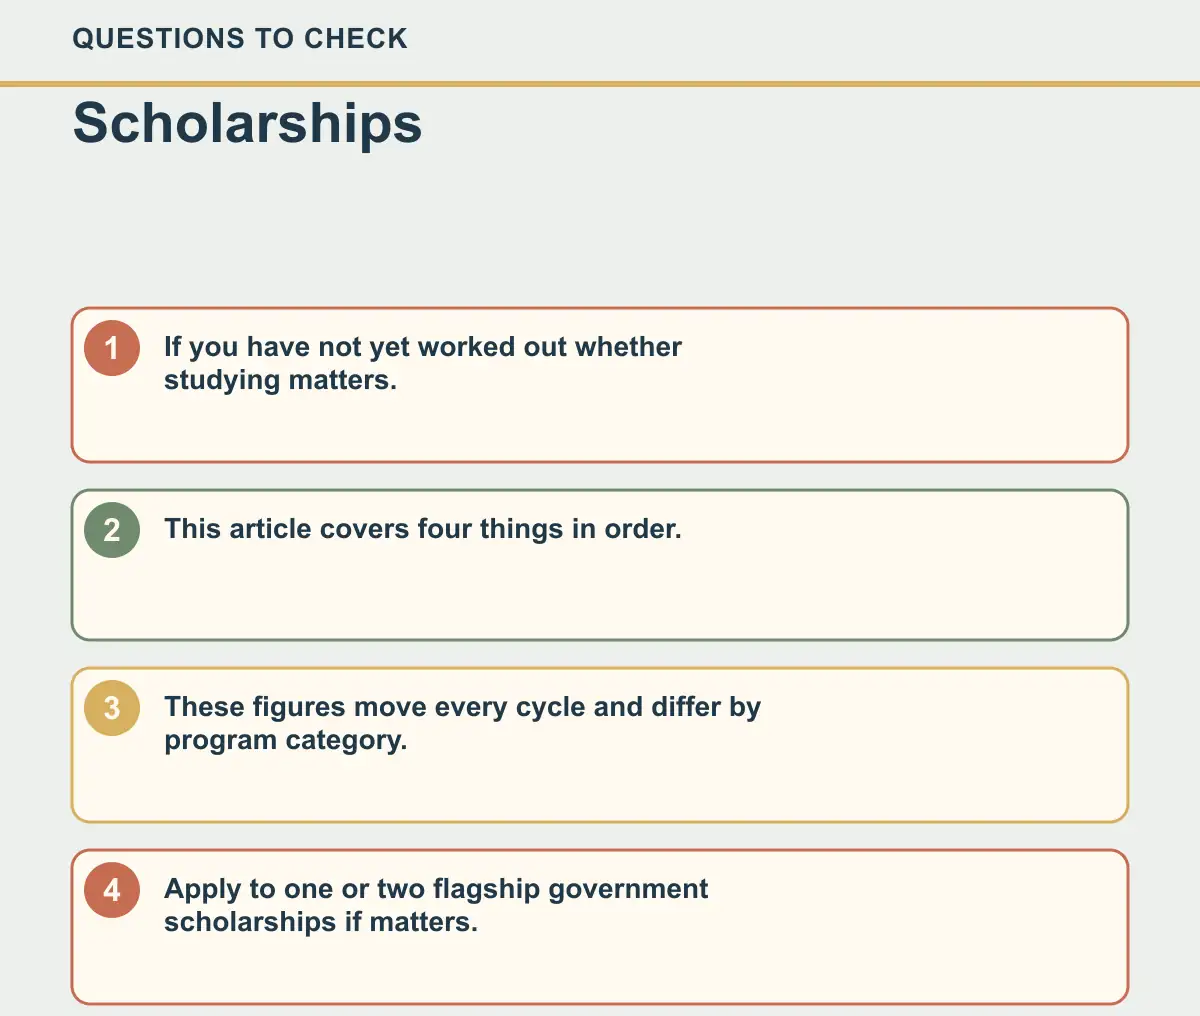 QUESTIONS TO CHECK
Scholarships
1
If you have not yet worked out whether
studying matters.
2
This article covers four things in order.
3
These figures move every cycle and differ by
program category.
4
Apply to one or two flagship government
scholarships if matters.